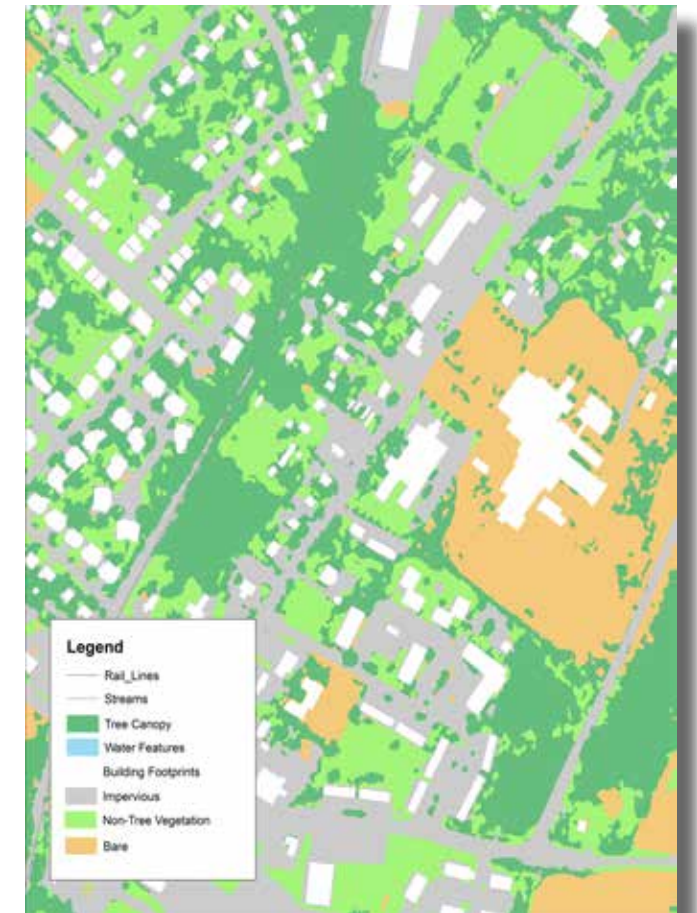 Legend
Rail_Lines
Streams
Tree Canopy
Water Features
Building Footprints
Impervious
Non-Tree Vegetation
Bare